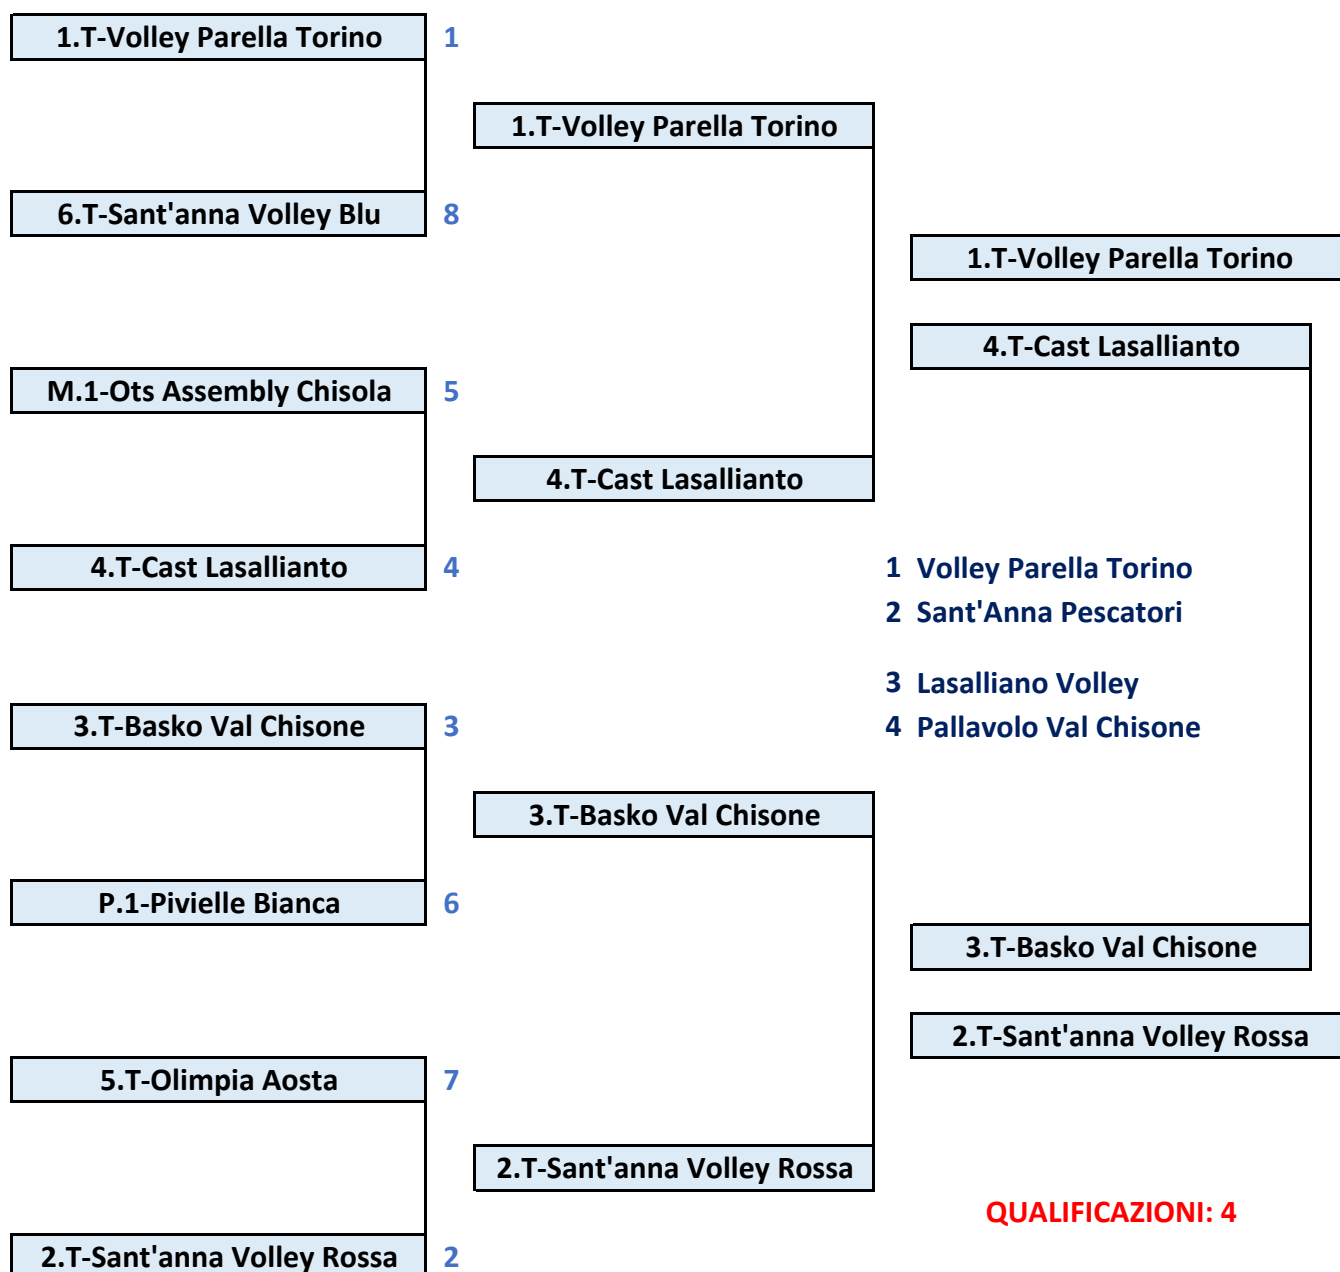 1.T-Volley Parella Torino 1
1.T-Volley Parella Torino
6.T-Sant'anna Volley Blu 8
1.T-Volley Parella Torino
4.T-Cast Lasallianto
M.1-Ots Assembly Chisola 5
4.T-Cast Lasallianto
4.T-Cast Lasallianto 4
1 Volley Parella Torino
2 Sant'Anna Pescatori
3 Lasalliano Volley
3.T-Basko Val Chisone 3
4 Pallavolo Val Chisone
3.T-Basko Val Chisone
P.1-Pivielle Bianca 6
3.T-Basko Val Chisone
2.T-Sant'anna Volley Rossa
5.T-Olimpia Aosta 7
2.T-Sant'anna Volley Rossa
QUALIFICAZIONI: 4
2.T-Sant'anna Volley Rossa 2